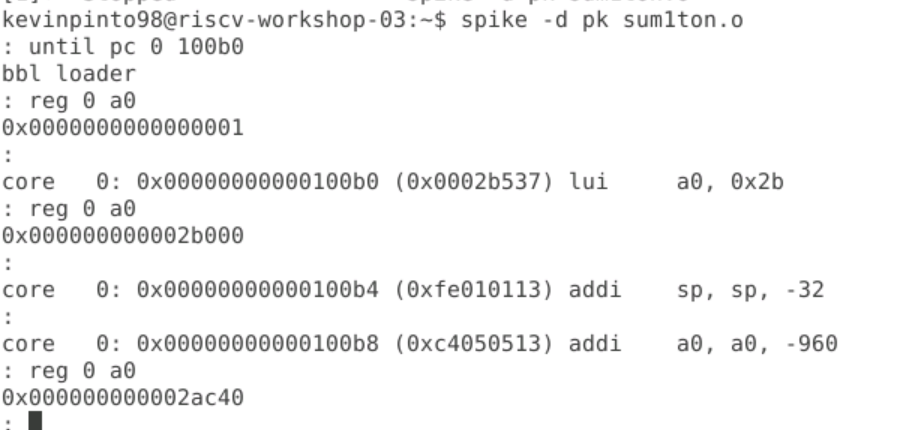 kevinpinto98@riscv-workshop-03:~$ spike -d pk sum1ton.o
: until pc 0 100b0
bbl loader
: reg 0 a0
0x0000000000000001
:
core   0: 0x00000000000100b0 (0x0002b537) lui     a0, 0x2b
: reg 0 a0
0x000000000002b000
:
core   0: 0x00000000000100b4 (0xfe010113) addi    sp, sp, -32
:
core   0: 0x00000000000100b8 (0xc4050513) addi    a0, a0, -960
: reg 0 a0
0x000000000002ac40
: